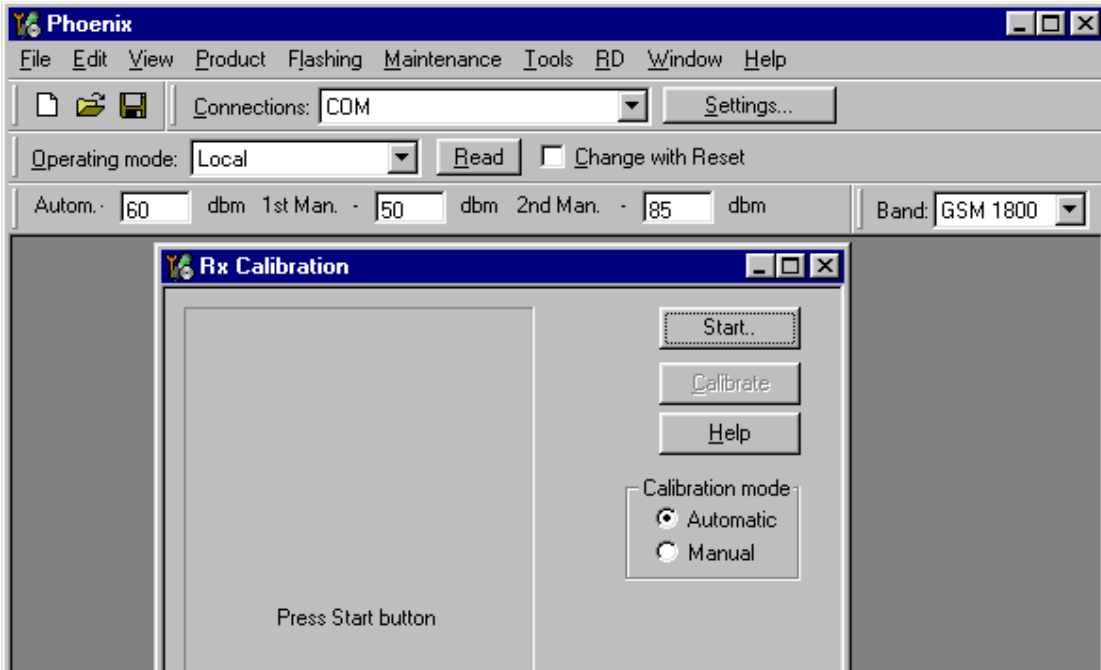 Phoenix
File Edit View Product Flashing Maintenance Tools RD Window Help
Connections: COM Settings...
Operating mode: Local Read Change with Reset
Autom.- 60 dbm 1st Man. - 50 dbm 2nd Man. - 85 dbm Band: GSM 1800
Rx Calibration
Start..
Calibrate
Help
Calibration mode
Automatic
Manual
Press Start button